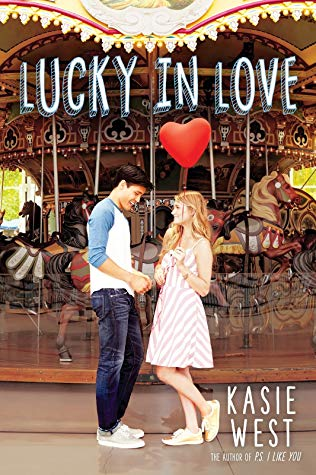 LUCKY IN LOVE
KASIE
WEST
THE AUTHOR OF P.S. I LIKE YOU